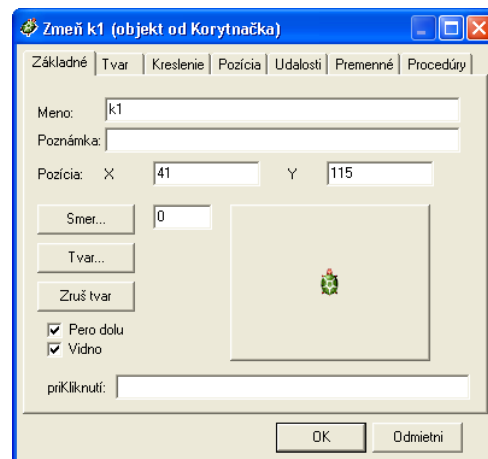 Zmeň k1 (objekt od Korytnačka)
Základné Tvar Kreslenie Pozícia Udalosti Premenné Procedúry
Meno: k1
Poznámka:
Pozícia: X 41 Y 115
Smer... 0
Tvar...
Zruš tvar
Pero dolu
Vidno
priKliknutí:
OK Odmietni